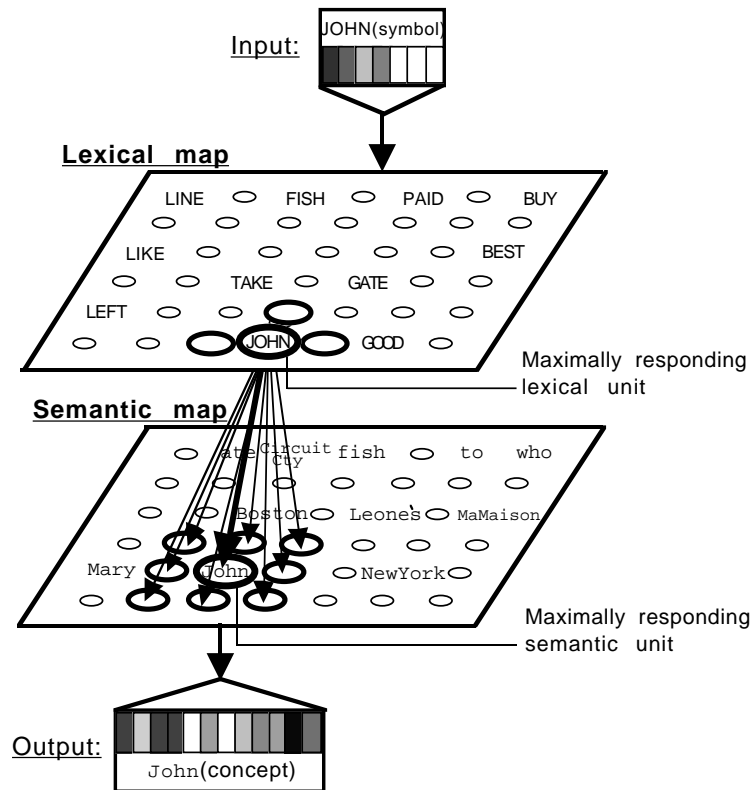 Input:
JOHN(symbol)
Lexical map
LINE FISH PAID BUY
LIKE BEST
TAKE GATE
LEFT
JOHN GOOD
Maximally responding
lexical unit
Semantic map
ate Circuit Cty fish to who
Boston Leone's MaMaison
Mary John NewYork
Maximally responding
semantic unit
Output:
John(concept)